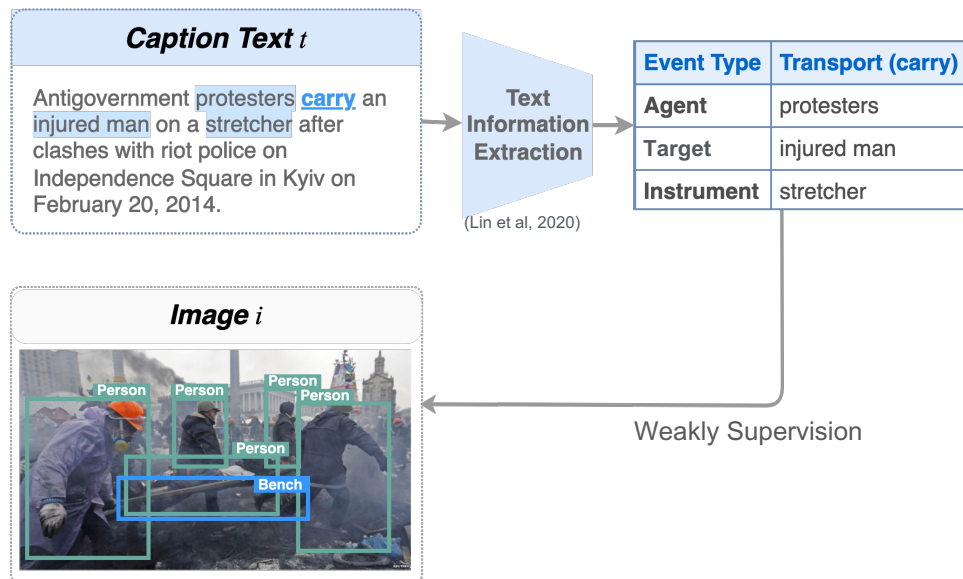 Caption Text t
Antigovernment protesters carry an
injured man on a stretcher after
clashes with riot police on
Independence Square in Kyiv on
February 20, 2014.
Text
Information
Extraction
(Lin et al, 2020)
Event Type Transport (carry)
Agent protesters
Target injured man
Instrument stretcher
Weakly Supervision
Image i
Person
Person
Person
Person
Person
Bench